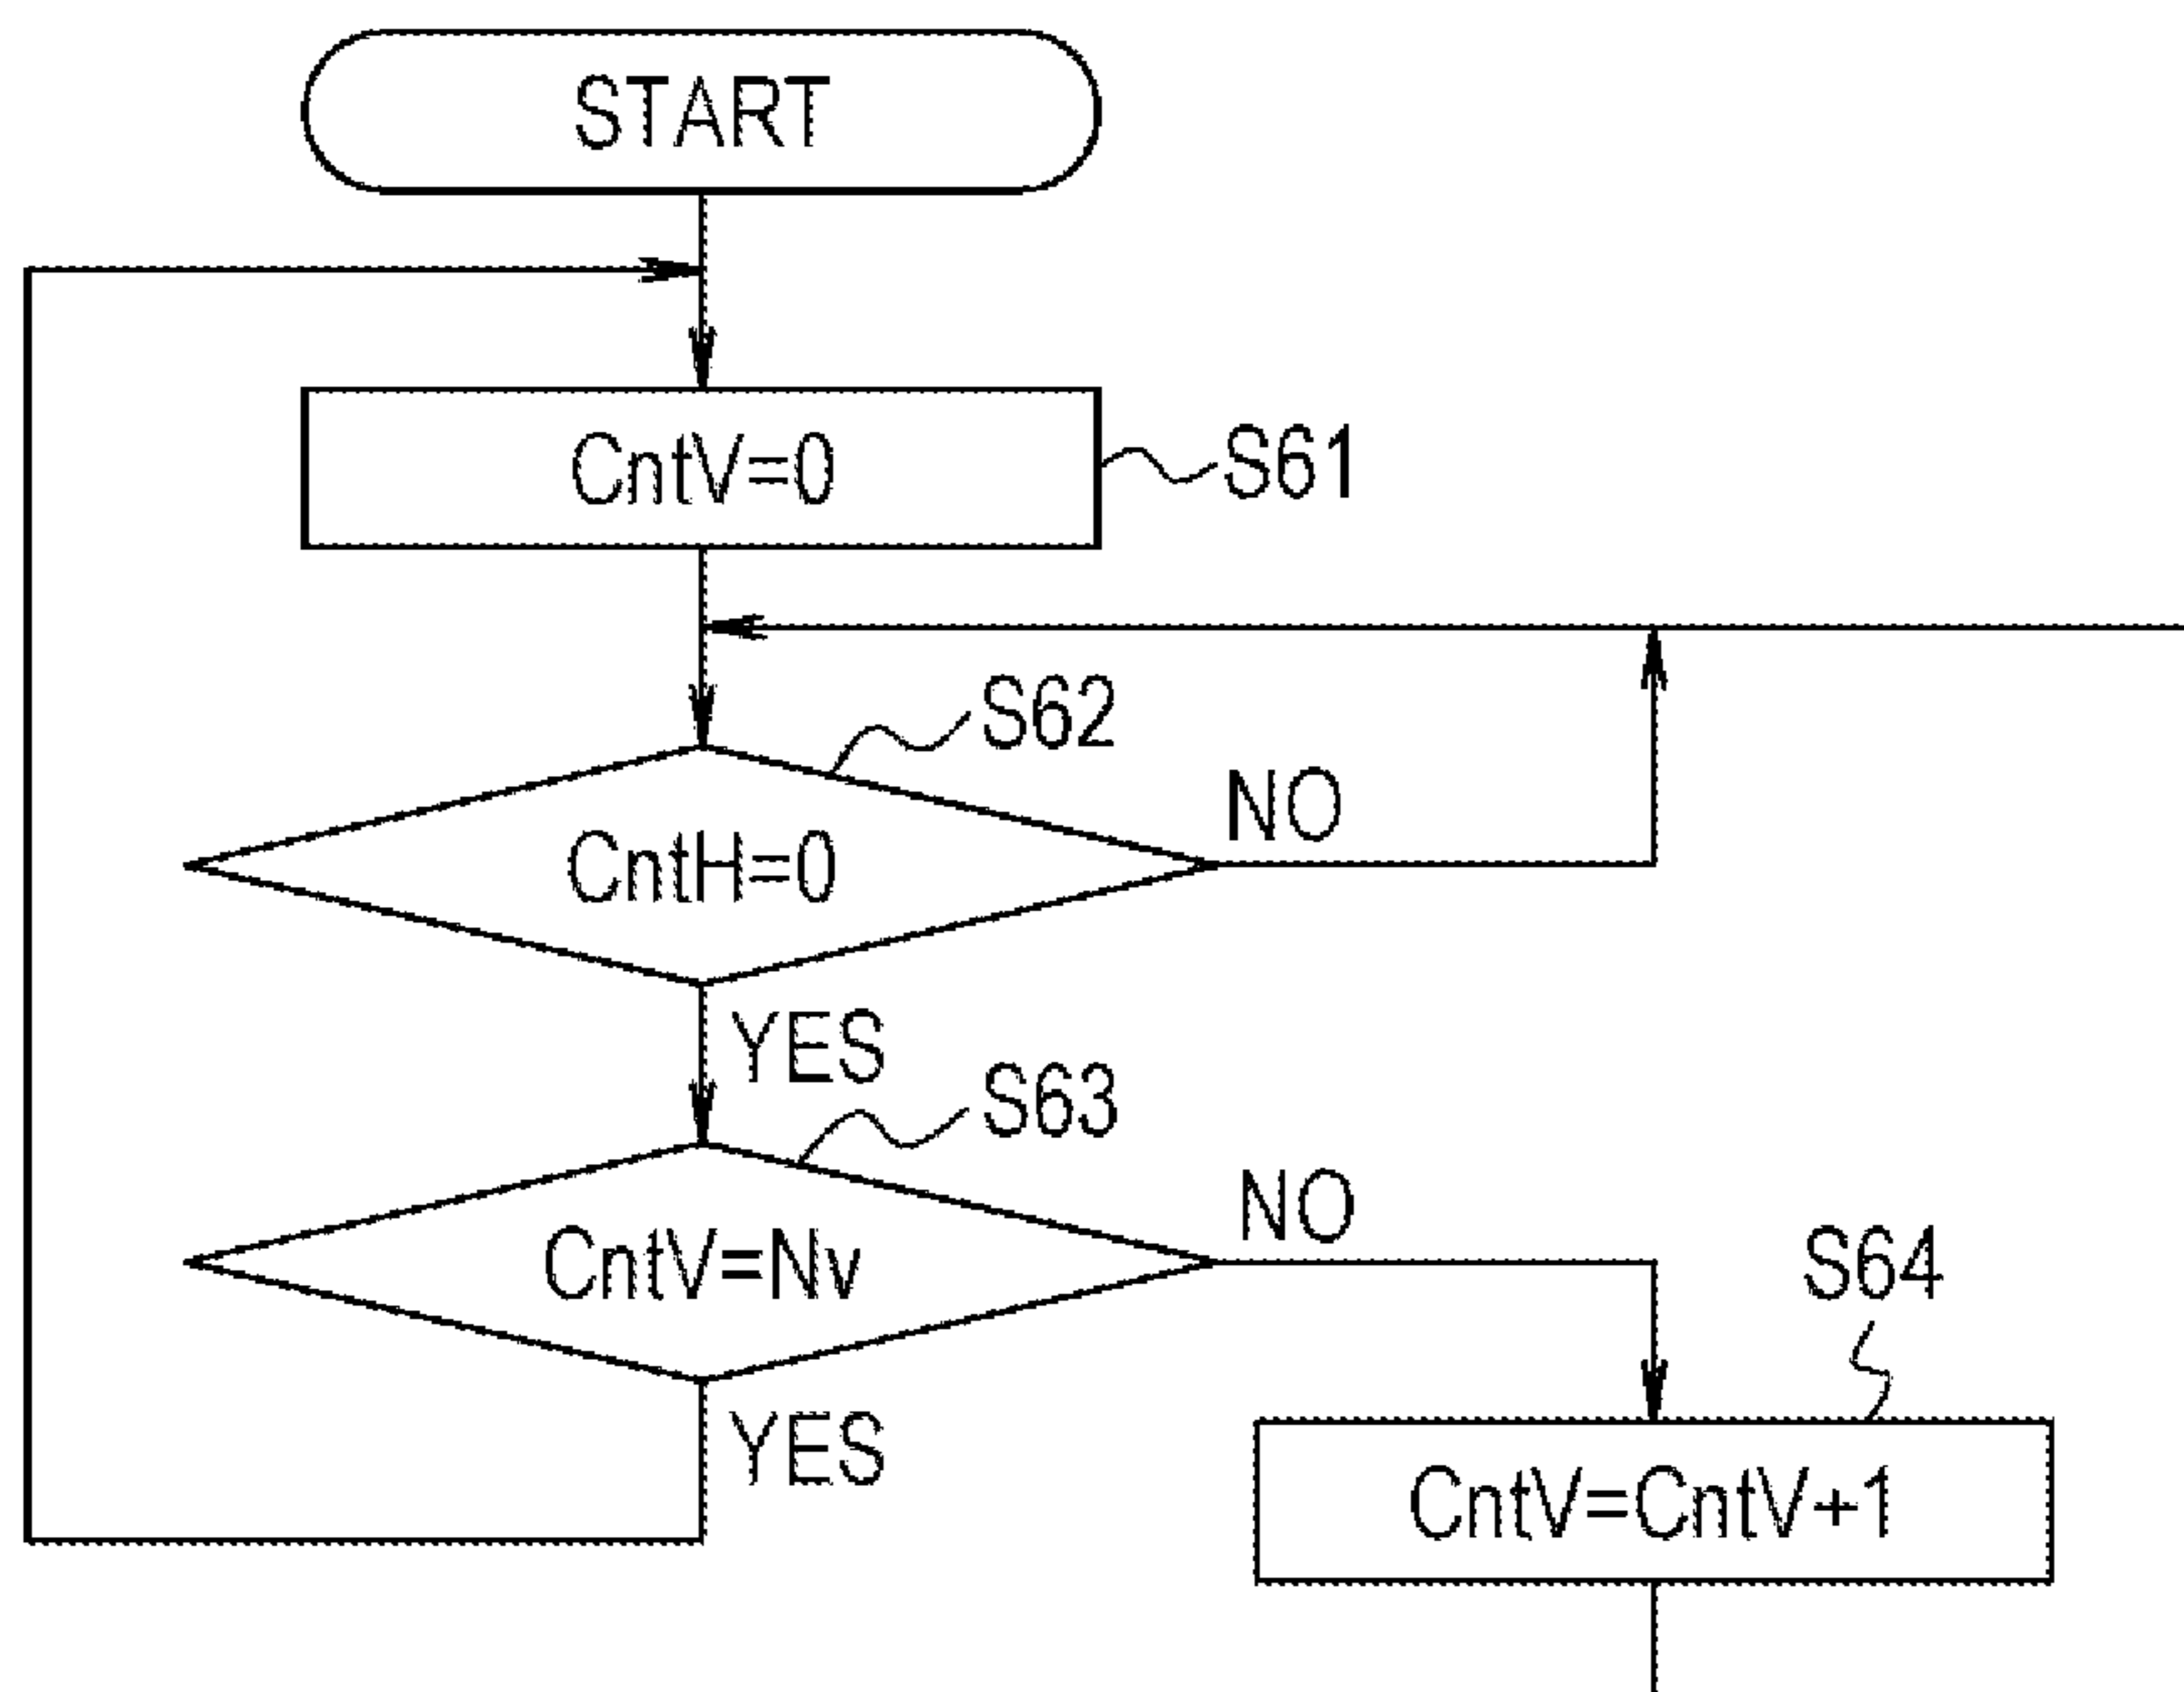 START
CntV=0
S61
S62
CntH=0
NO
YES
S63
CntV=Nv
NO
YES
S64
CntV=CntV+1